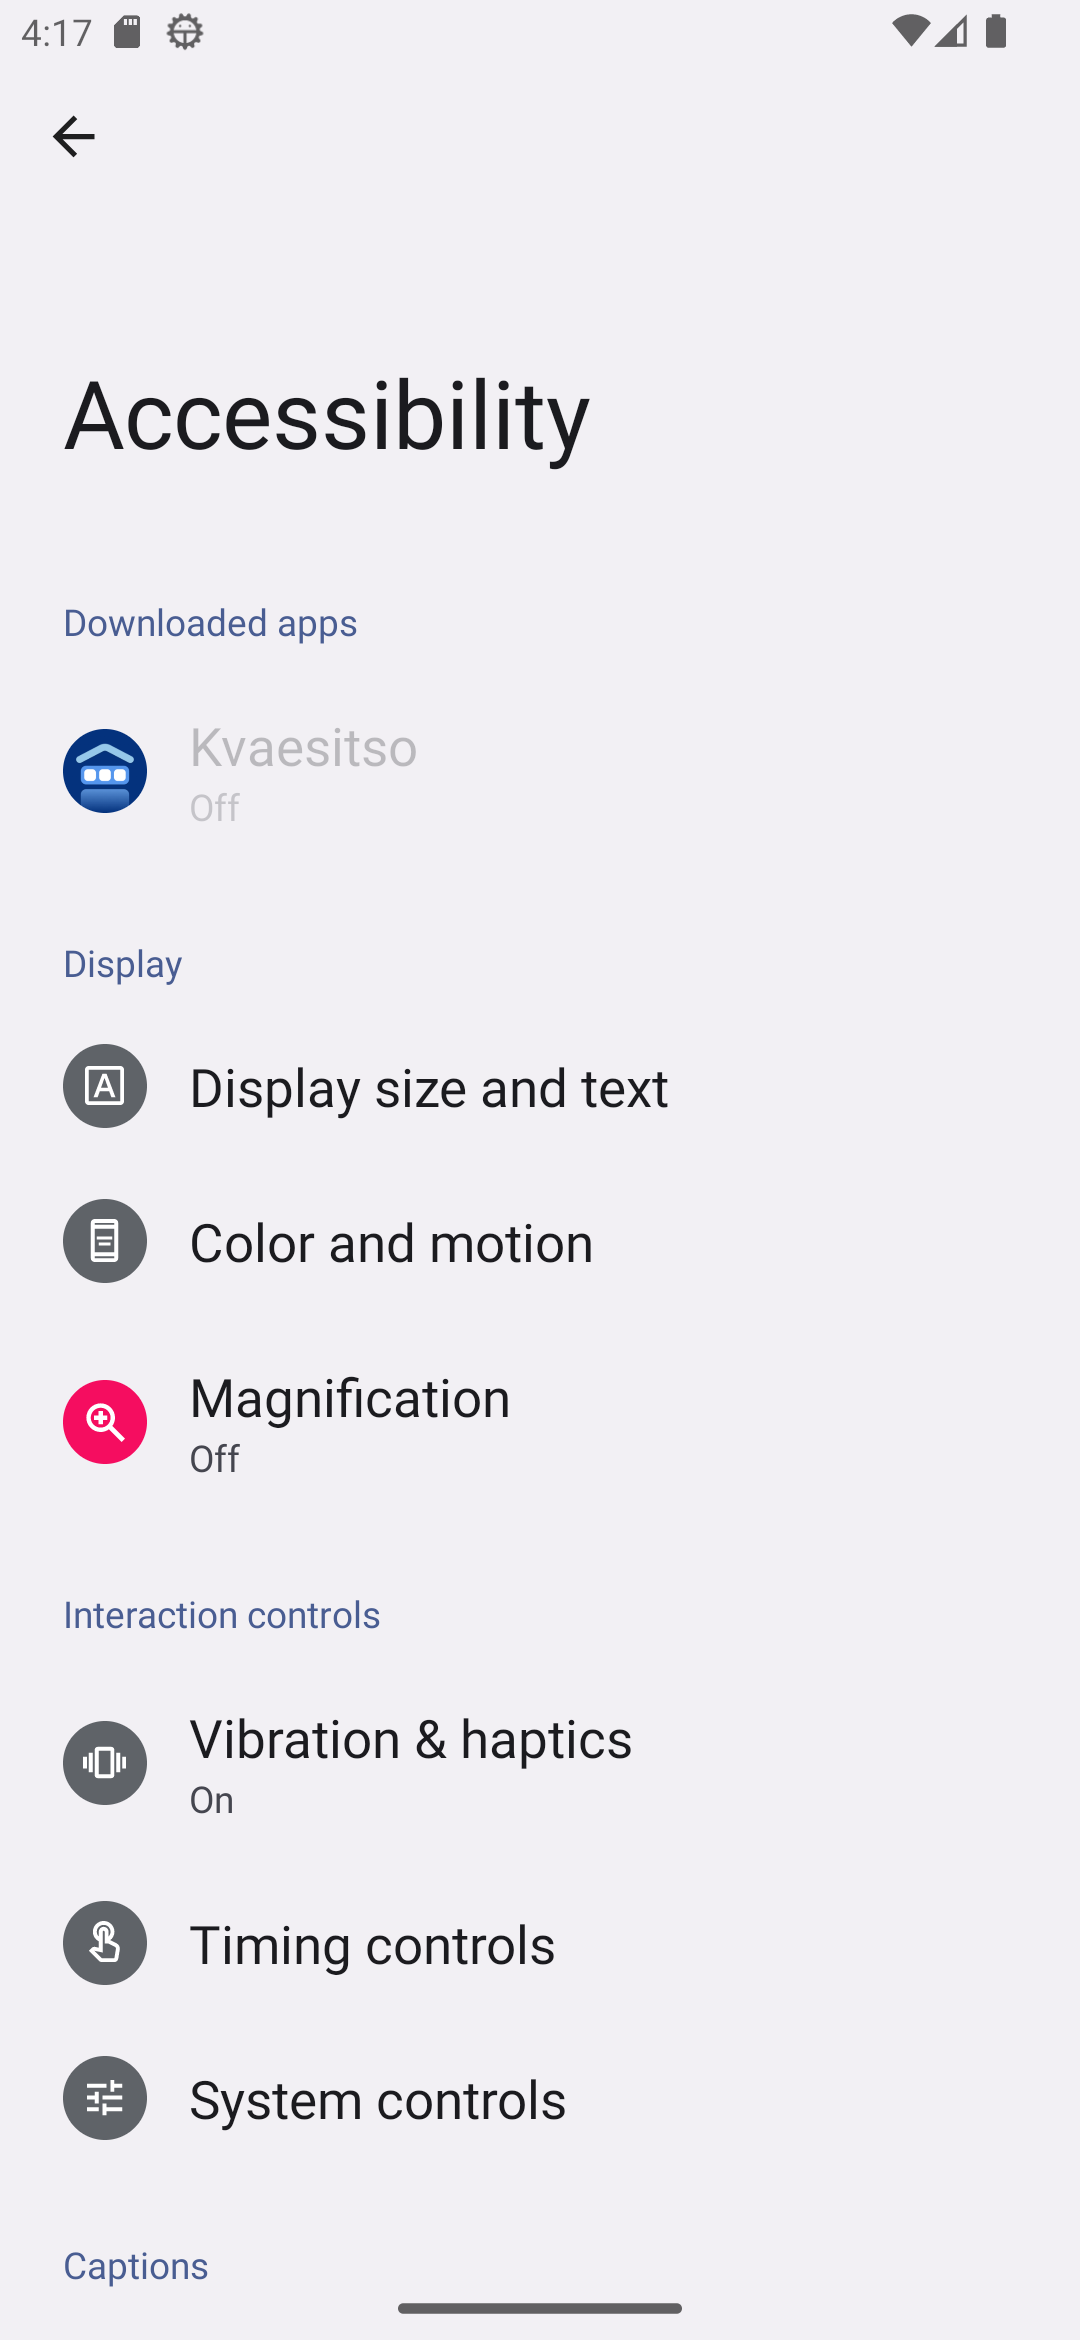 4:17
Accessibility
Downloaded apps
Kvaesitso
Off
Display
Display size and text
Color and motion
Magnification
Off
Interaction controls
Vibration & haptics
On
Timing controls
System controls
Captions